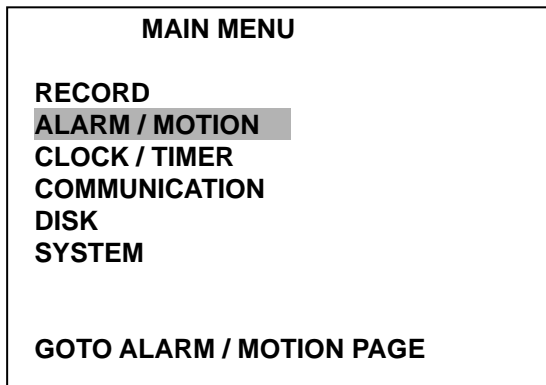 MAIN MENU
RECORD
ALARM / MOTION
CLOCK / TIMER
COMMUNICATION
DISK
SYSTEM
GOTO ALARM / MOTION PAGE